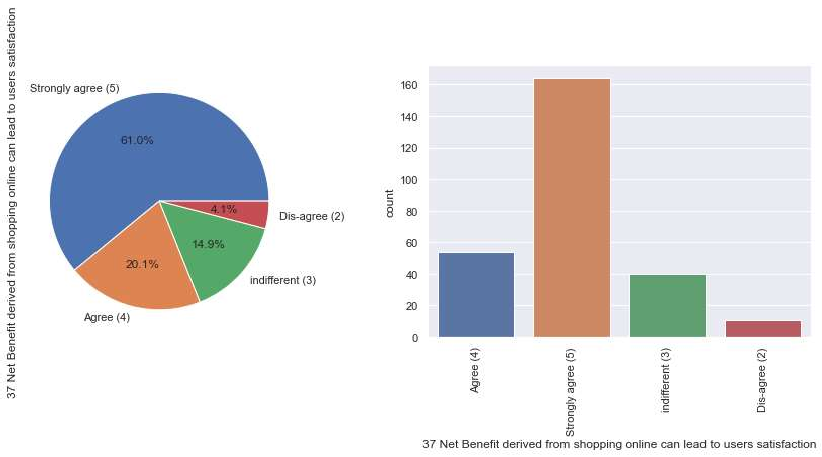 37 Net Benefit derived from shopping online can lead to users satisfaction
Strongly agree (5)
61.0%
4.1%
Dis-agree (2)
14.9%
20.1%
indifferent (3)
Agree (4)
160
140
120
100
80
60
40
20
0
count
Agree (4)
Strongly agree (5)
indifferent (3)
Dis-agree (2)
37 Net Benefit derived from shopping online can lead to users satisfaction